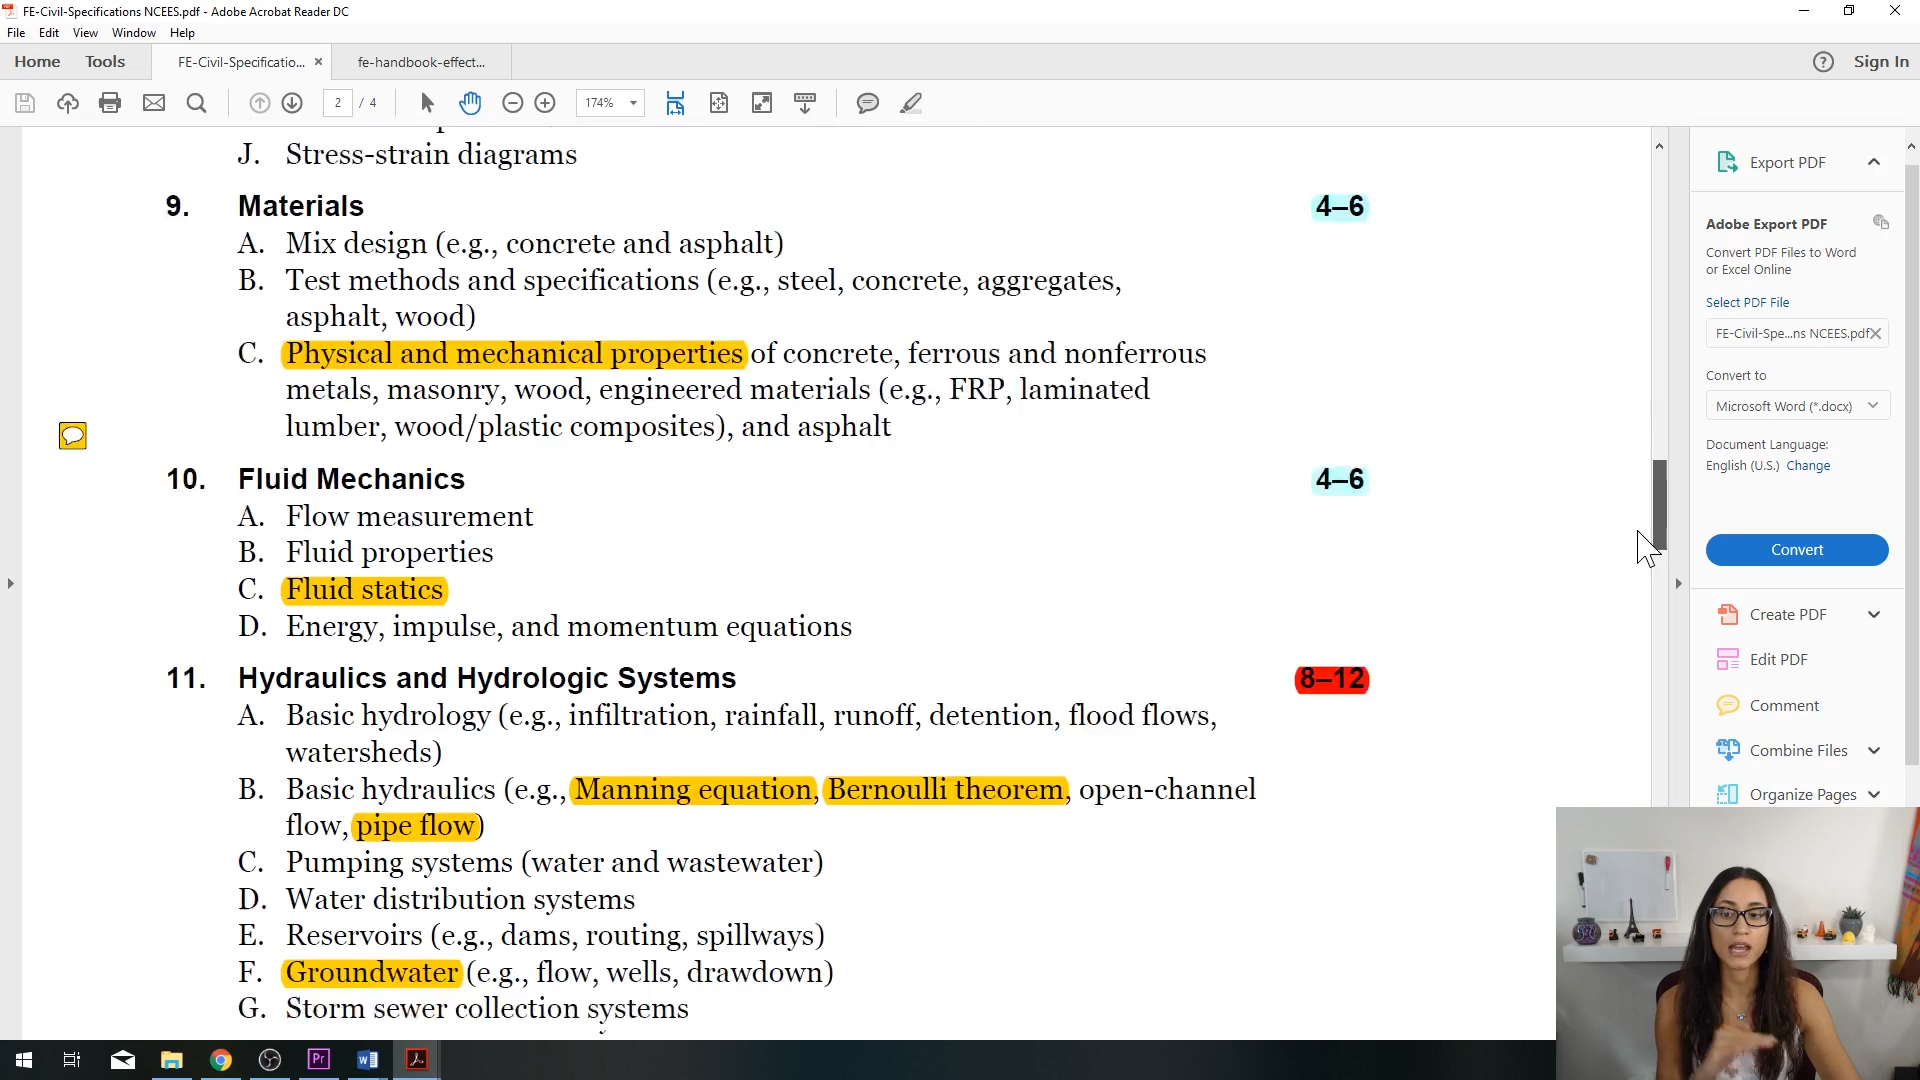 FE-Civil-Specifications NCEES.pdf - Adobe Acrobat Reader DC
File Edit View Window Help
Home Tools FE-Civil-Specificatio... × fe-handbook-effect... Sign In
2 / 4 174%
J. Stress-strain diagrams
9. Materials 4–6
A. Mix design (e.g., concrete and asphalt)
B. Test methods and specifications (e.g., steel, concrete, aggregates,
asphalt, wood)
C. Physical and mechanical properties of concrete, ferrous and nonferrous
metals, masonry, wood, engineered materials (e.g., FRP, laminated
lumber, wood/plastic composites), and asphalt
10. Fluid Mechanics 4–6
A. Flow measurement
B. Fluid properties
C. Fluid statics
D. Energy, impulse, and momentum equations
11. Hydraulics and Hydrologic Systems 8–12
A. Basic hydrology (e.g., infiltration, rainfall, runoff, detention, flood flows,
watersheds)
B. Basic hydraulics (e.g., Manning equation, Bernoulli theorem, open-channel
flow, pipe flow)
C. Pumping systems (water and wastewater)
D. Water distribution systems
E. Reservoirs (e.g., dams, routing, spillways)
F. Groundwater (e.g., flow, wells, drawdown)
G. Storm sewer collection systems
Export PDF
Adobe Export PDF
Convert PDF Files to Word
or Excel Online
Select PDF File
FE-Civil-Spe...ns NCEES.pdf
Convert to
Microsoft Word (*.docx)
Document Language:
English (U.S.) Change
Convert
Create PDF
Edit PDF
Comment
Combine Files
Organize Pages
Pr